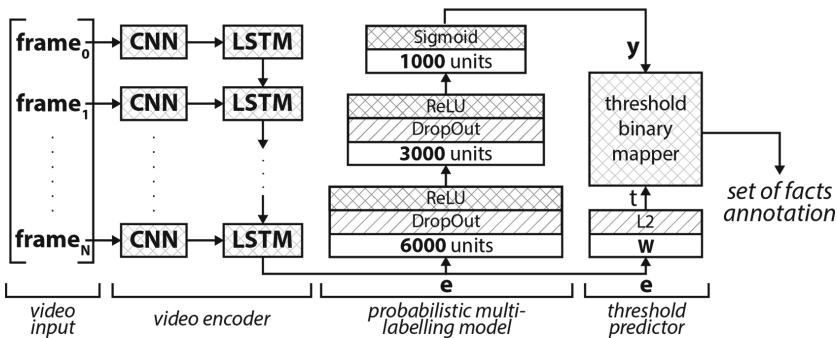 frame0
CNN
LSTM
frame1
CNN
LSTM
frameN
CNN
LSTM
Sigmoid
1000 units
ReLU
DropOut
3000 units
ReLU
DropOut
6000 units
e
y
threshold
binary
mapper
t
L2
W
e
set of facts
annotation
video
input
video encoder
probabilistic multi-
labelling model
threshold
predictor